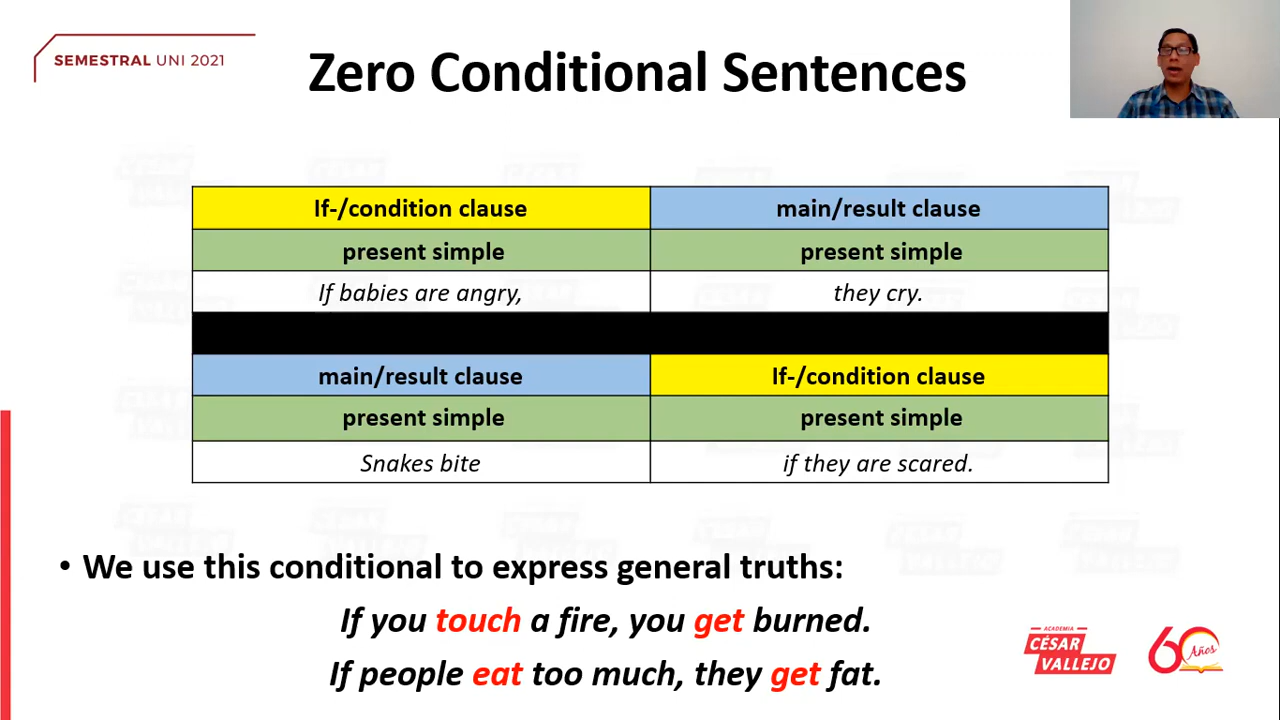 SEMESTRAL UNI 2021
Zero Conditional Sentences
If-/condition clause main/result clause
present simple present simple
If babies are angry, they cry.
main/result clause If-/condition clause
present simple present simple
Snakes bite if they are scared.
• We use this conditional to express general truths:
If you touch a fire, you get burned.
If people eat too much, they get fat.
ACADEMIA
CÉSAR
VALLEJO
60 Años